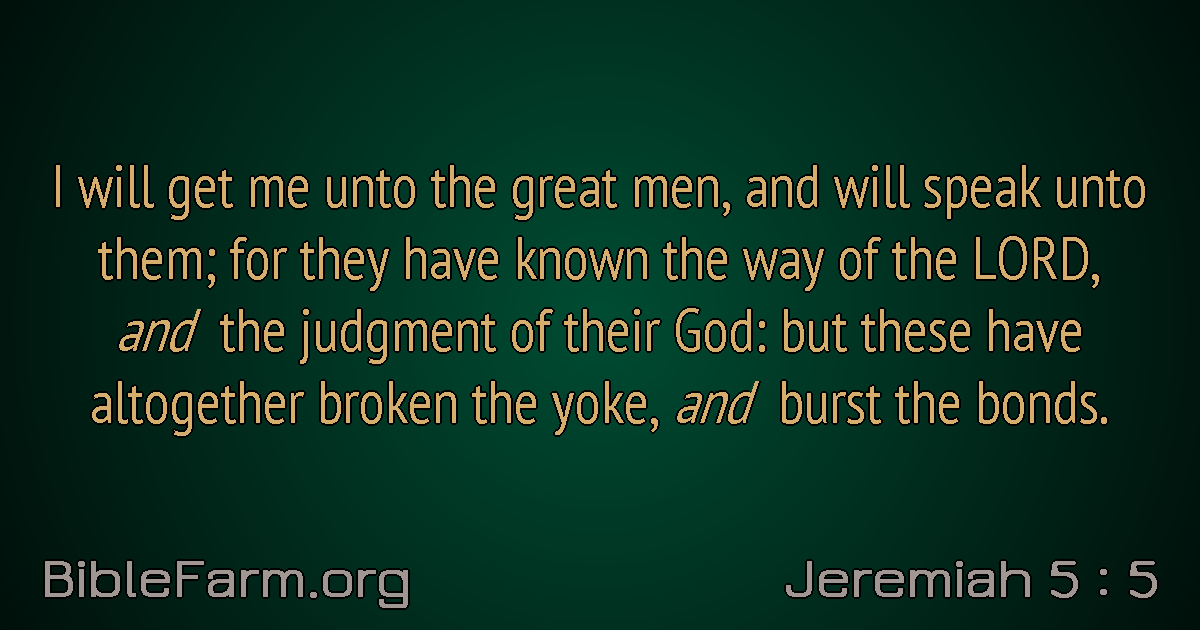 I will get me unto the great men, and will speak unto
them; for they have known the way of the LORD,
and the judgment of their God: but these have
altogether broken the yoke, and burst the bonds.
BibleFarm.org
Jeremiah 5 : 5